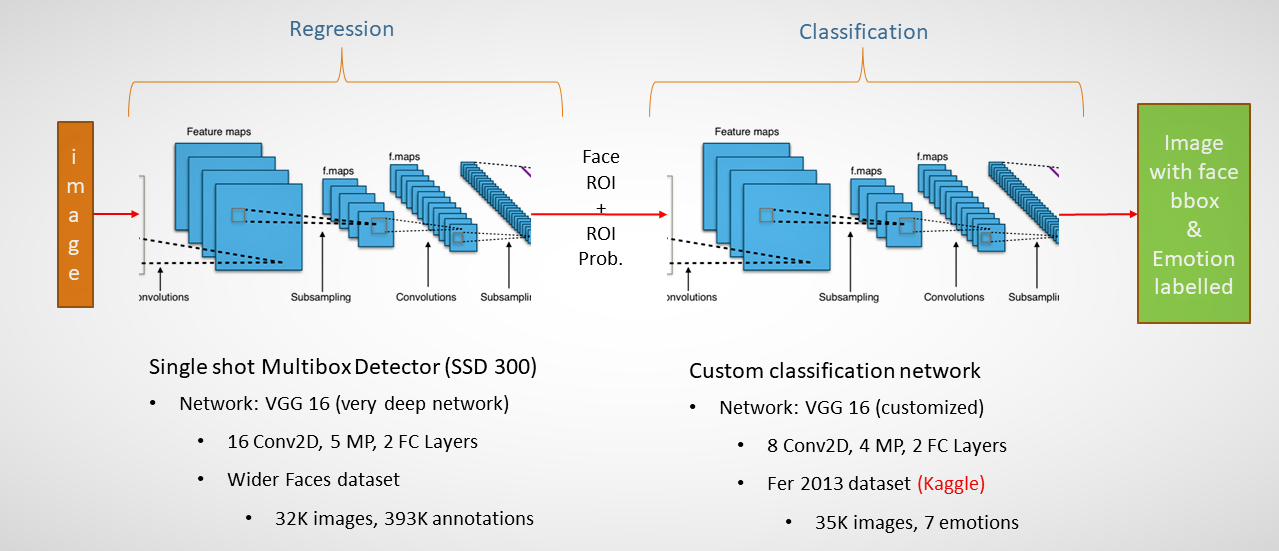 Regression
Classification
image
Feature maps
f.maps
f.maps
onvolutions
Subsampling
Convolutions
Subsamplin
Face
ROI
+
ROI
Prob.
Feature maps
f.maps
f.maps
onvolutions
Subsampling
Convolutions
Subsamplin
Image
with face
bbox
&
Emotion
labelled
Single shot Multibox Detector (SSD 300)
• Network: VGG 16 (very deep network)
• 16 Conv2D, 5 MP, 2 FC Layers
• Wider Faces dataset
• 32K images, 393K annotations
Custom classification network
• Network: VGG 16 (customized)
• 8 Conv2D, 4 MP, 2 FC Layers
• Fer 2013 dataset (Kaggle)
• 35K images, 7 emotions